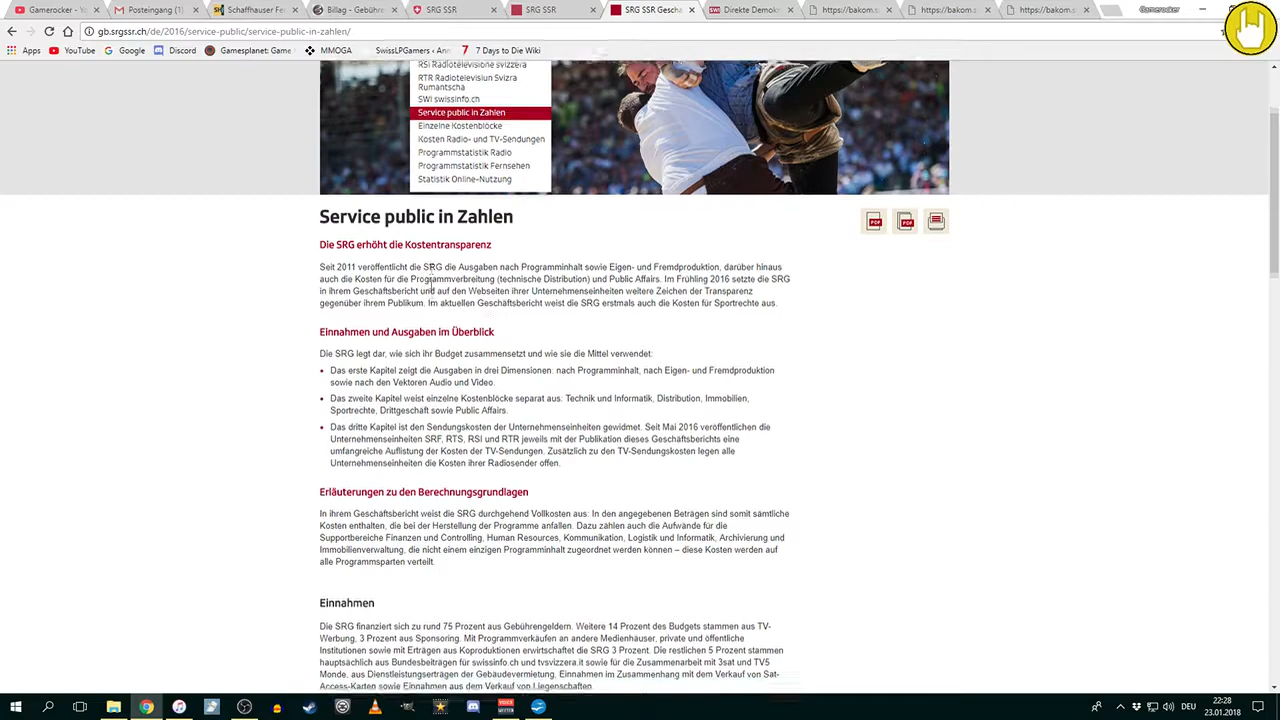 Gamerocker - You
Posteingang (1)
Schaffhauser Fer
Billag - Gebühre
SRG SSR
SRG SSR
SRG SSR Gescha
Direkte Demok
https://bakom.s
https://bakom.s
https://bakom.s
Gamerocker
gb.srgssr.ch/de/2016/service-public/service-public-in-zahlen/
Apps
YouTube
Google
Discord
Gamesplanet: Game
MMOGA
SwissLPGamers
7 Days to Die Wiki
RSI Radiotelevisione svizzera
RTR Radiotelevisiun Svizra
Rumantscha
SWI swissinfo.ch
Service public in Zahlen
Einzelne Kostenblöcke
Kosten Radio- und TV-Sendungen
Programmstatistik Radio
Programmstatistik Fernsehen
Statistik Online-Nutzung
Service public in Zahlen
PDF
PDF
Die SRG erhöht die Kostentransparenz
Seit 2011 veröffentlicht die SRG die Ausgaben nach Programminhalt sowie Eigen- und Fremdproduktion, darüber hinaus
auch die Kosten für die Programmverbreitung (technische Distribution) und Public Affairs. Im Frühling 2016 setzte die SRG
in ihrem Geschäftsbericht und auf den Webseiten ihrer Unternehmenseinheiten weitere Zeichen der Transparenz
gegenüber ihrem Publikum. Im aktuellen Geschäftsbericht weist die SRG erstmals auch die Kosten für Sportrechte aus.
Einnahmen und Ausgaben im Überblick
Die SRG legt dar, wie sich ihr Budget zusammensetzt und wie sie die Mittel verwendet:
• Das erste Kapitel zeigt die Ausgaben in drei Dimensionen: nach Programminhalt, nach Eigen- und Fremdproduktion
sowie nach den Vektoren Audio und Video.
• Das zweite Kapitel weist einzelne Kostenblöcke separat aus: Technik und Informatik, Distribution, Immobilien,
Sportrechte, Drittgeschäft sowie Public Affairs.
• Das dritte Kapitel ist den Sendungskosten der Unternehmenseinheiten gewidmet. Seit Mai 2016 veröffentlichen die
Unternehmenseinheiten SRF, RTS, RSI und RTR jeweils mit der Publikation dieses Geschäftsberichts eine
umfangreiche Auflistung der Kosten der TV-Sendungen. Zusätzlich zu den TV-Sendungskosten legen alle
Unternehmenseinheiten die Kosten ihrer Radiosender offen.
Erläuterungen zu den Berechnungsgrundlagen
In ihrem Geschäftsbericht weist die SRG durchgehend Vollkosten aus: In den angegebenen Beträgen sind somit sämtliche
Kosten enthalten, die bei der Herstellung der Programme anfallen. Dazu zählen auch die Aufwände für die
Supportbereiche Finanzen und Controlling, Human Resources, Kommunikation, Logistik und Informatik, Archivierung und
Immobilienverwaltung, die nicht einem einzigen Programminhalt zugeordnet werden können – diese Kosten werden auf
alle Programmsparten verteilt.
Einnahmen
Die SRG finanziert sich zu rund 75 Prozent aus Gebührengeldern. Weitere 14 Prozent des Budgets stammen aus TV-
Werbung, 3 Prozent aus Sponsoring. Mit Programmverkäufen an andere Medienhäuser, private und öffentliche
Institutionen sowie mit Erträgen aus Koproduktionen erwirtschaftet die SRG 3 Prozent. Die restlichen 5 Prozent stammen
hauptsächlich aus Bundesbeiträgen für swissinfo.ch und tvsvizzera.it sowie für die Zusammenarbeit mit 3sat und TV5
Monde, aus Dienstleistungserträgen der Gebäudevermietung, Einnahmen im Zusammenhang mit dem Verkauf von Sat-
Access-Karten sowie Einnahmen aus dem Verkauf von Liegenschaften.
DEU
22:28
23.01.2018